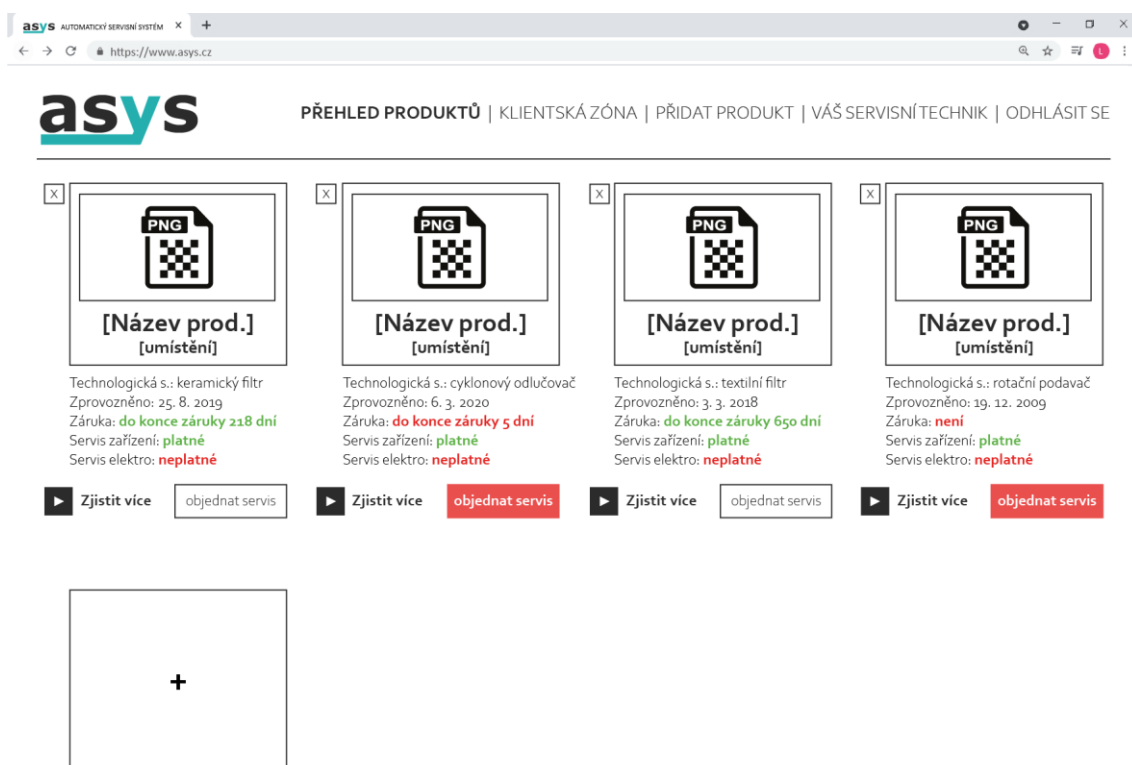 asys AUTOMATICKÝ SERVISNÍ SYSTÉM
https://www.asys.cz
L
asys
PŘEHLED PRODUKTŮ | KLIENTSKÁ ZÓNA | PŘIDAT PRODUKT | VÁŠ SERVISNÍ TECHNIK | ODHLÁSIT SE
X
PNG
[Název prod.]
[umístění]
Technologická s.: keramický filtr
Zprovozněno: 25. 8. 2019
Záruka: do konce záruky 218 dní
Servis zařízení: platné
Servis elektro: neplatné
Zjistit více
objednat servis
X
PNG
[Název prod.]
[umístění]
Technologická s.: cyklonový odlučovač
Zprovozněno: 6. 3. 2020
Záruka: do konce záruky 5 dní
Servis zařízení: platné
Servis elektro: neplatné
Zjistit více
objednat servis
X
PNG
[Název prod.]
[umístění]
Technologická s.: textilní filtr
Zprovozněno: 3. 3. 2018
Záruka: do konce záruky 650 dní
Servis zařízení: platné
Servis elektro: neplatné
Zjistit více
objednat servis
X
PNG
[Název prod.]
[umístění]
Technologická s.: rotační podavač
Zprovozněno: 19. 12. 2009
Záruka: není
Servis zařízení: platné
Servis elektro: neplatné
Zjistit více
objednat servis
+